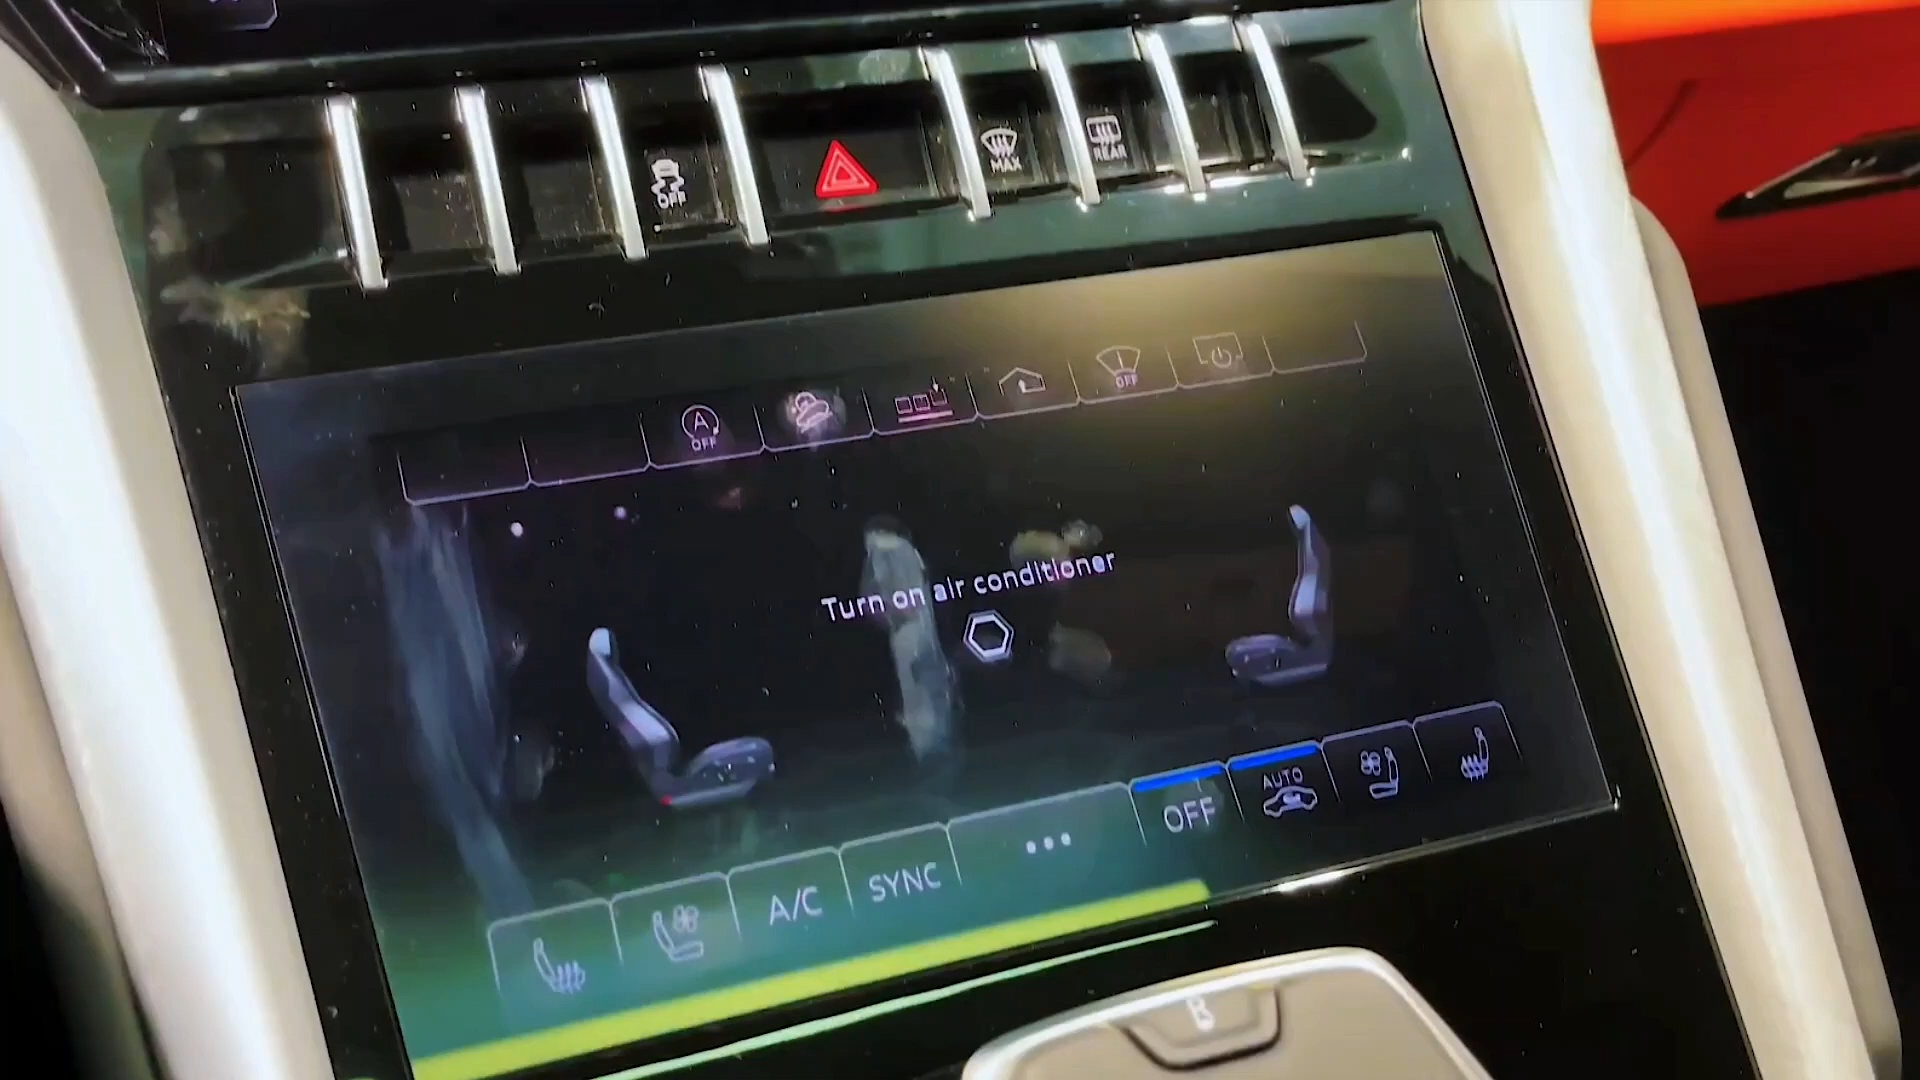 OFF
MAX
REAR
A
OFF
OFF
Turn on air conditioner
A/C
SYNC
OFF
AUTO